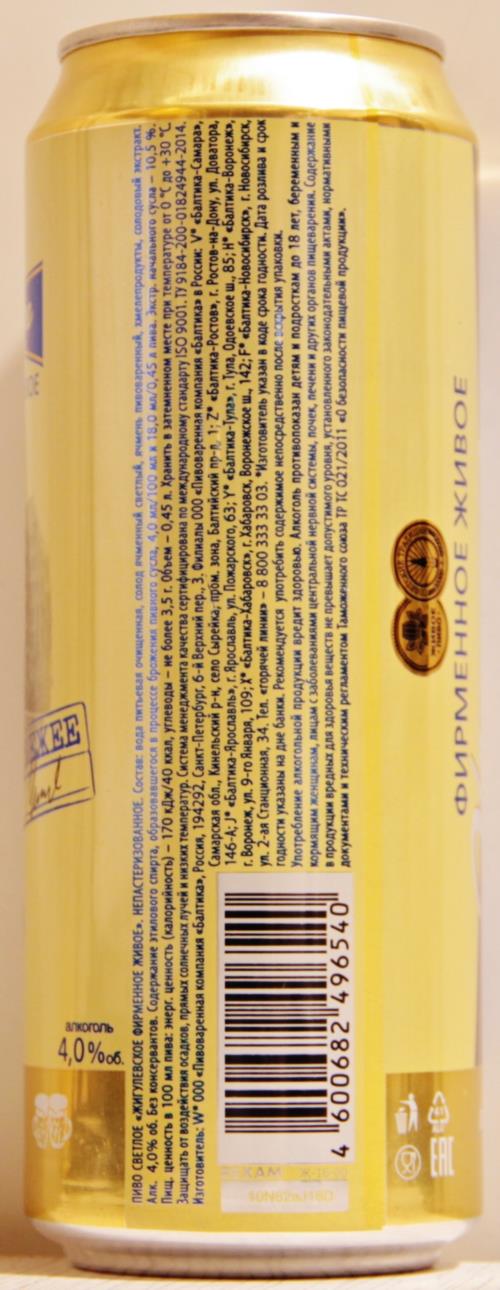 ПИВО СВЕТЛОЕ «ЖИГУЛЕВСКОЕ ФИРМЕННОЕ ЖИВОЕ». НЕПАСТЕРИЗОВАННОЕ. Состав: вода питьевая очищенная, солод ячменный светлый, ячмень пивоваренный, хмелепродукты, солодовый экстракт.
Алк. 4,0% об. Без консервантов. Содержание этилового спирта, образовавшегося в процессе брожения пивного сусла, 4,0 мл/100 мл и 18,0 мл/0,45 л пива. Экстр. начального сусла – 10,5 %.
Пищ. ценность в 100 мл пива: энерг. ценность (калорийность) – 170 кДж/40 ккал, углеводы – не более 3,5 г. Объем – 0,45 л. Хранить в затемненном месте при температуре от 0 °С до +30 °С.
Защищать от воздействия осадков, прямых солнечных лучей и низких температур. Система менеджмента качества сертифицирована по международному стандарту ISO 9001. ТУ 9184-200-01824944-2014.
Изготовитель: W* ООО «Пивоваренная компания «Балтика», Россия, 194292, Санкт-Петербург, 6-й Верхний пер., 3. Филиалы ООО «Пивоваренная компания «Балтика» в России: V* «Балтика-Самара»,
Самарская обл., Кинельский р-н, село Сырейка, промб. зона, Балтийский пр-д, 1; Z* «Балтика-Ростов», г. Ростов-на-Дону, ул. Доватора,
146-А; J* «Балтика-Ярославль», г. Ярославль, ул. Пожарского, 63; Y* «Балтика-Тула», г. Тула, Одоевское ш., 85; H* «Балтика-Воронеж»,
г. Воронеж, ул. 9-го Января, 109; X* «Балтика-Хабаровск», г. Хабаровск, Воронежское ш., 142; F* «Балтика-Новосибирск», г. Новосибирск,
ул. 2-ая Станционная, 34. Тел. «горячей линии» – 8 800 333 33 03. *Изготовитель указан в коде срока годности. Дата розлива и срок
годности указаны на дне банки. Рекомендуется употребить содержимое непосредственно после вскрытия упаковки.
Употребление алкогольной продукции вредит здоровью. Алкоголь противопоказан детям и подросткам до 18 лет, беременным и
кормящим женщинам, лицам с заболеваниями центральной нервной системы, почек, печени и других органов пищеварения. Содержание
в продукции вредных для здоровья веществ не превышает допустимого уровня, установленного законодательными актами, нормативными
документами и техническим регламентом Таможенного союза ТР ТС 021/2011 «О безопасности пищевой продукции».
4 600682 496540
алкоголь
4,0%об.
ФИРМЕННОЕ ЖИВОЕ
ЖИВОЕ
ПИВО
EAC